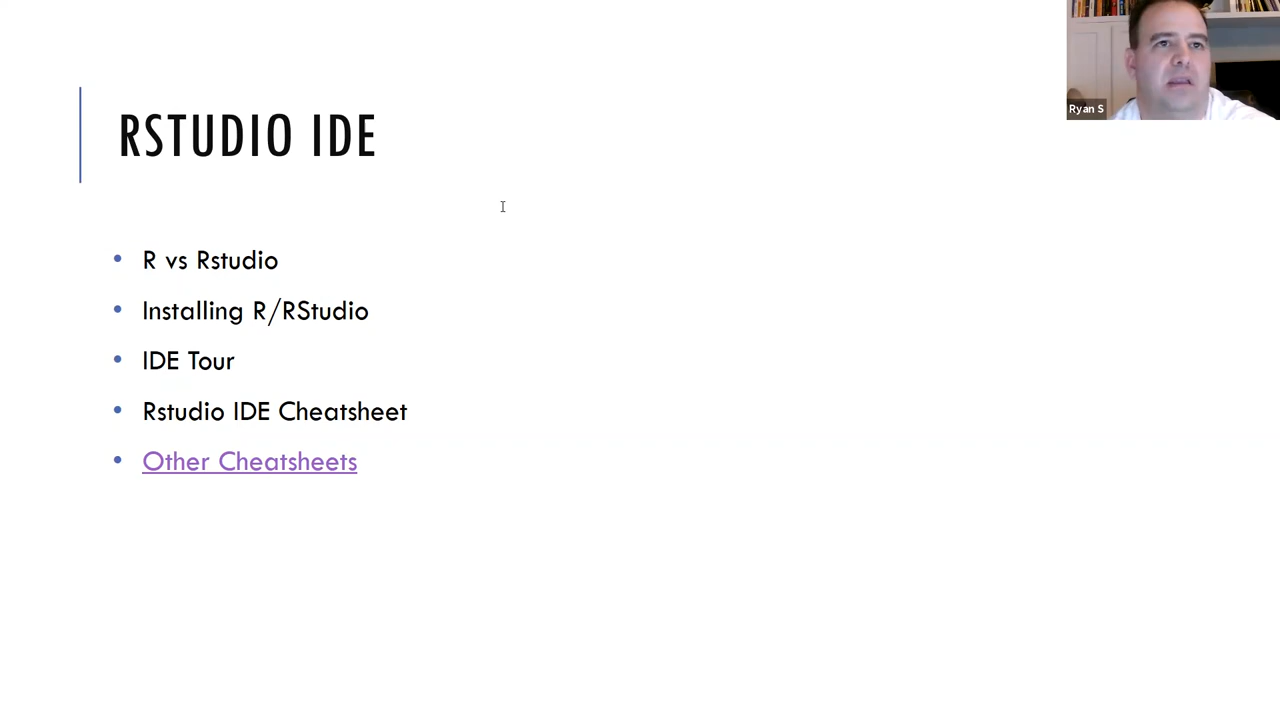 RSTUDIO IDE
Ryan S
• R vs Rstudio
• Installing R/RStudio
• IDE Tour
• Rstudio IDE Cheatsheet
• Other Cheatsheets